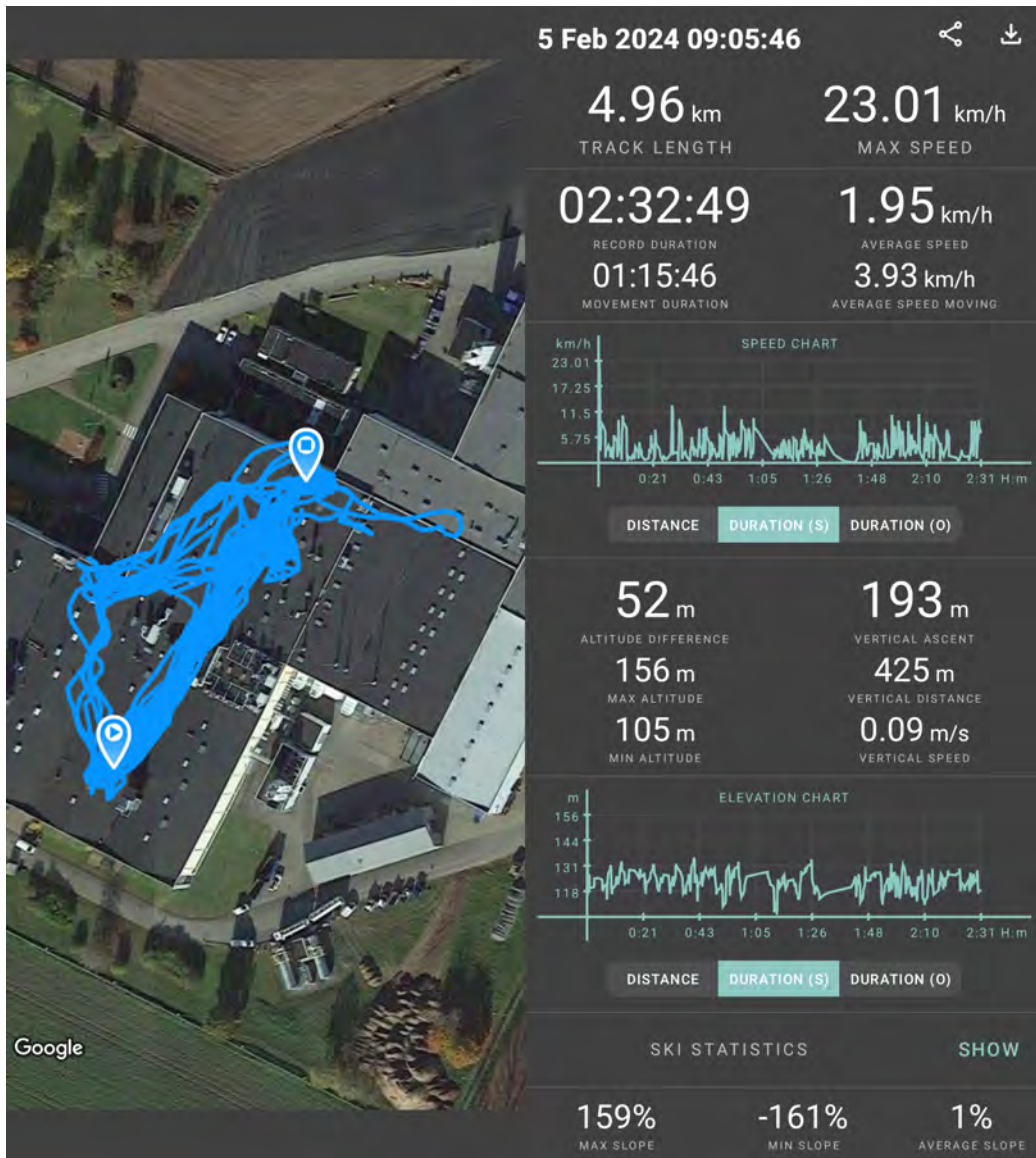 5 Feb 2024 09:05:46
4.96 km
TRACK LENGTH
23.01 km/h
MAX SPEED
02:32:49
RECORD DURATION
1.95 km/h
AVERAGE SPEED
01:15:46
MOVEMENT DURATION
3.93 km/h
AVERAGE SPEED MOVING
km/h
SPEED CHART
23.01
17.25
11.5
5.75
0:21 0:43 1:05 1:26 1:48 2:10 2:31 H:m
DISTANCE DURATION (S) DURATION (O)
52 m
ALTITUDE DIFFERENCE
193 m
VERTICAL ASCENT
156 m
MAX ALTITUDE
425 m
VERTICAL DISTANCE
105 m
MIN ALTITUDE
0.09 m/s
VERTICAL SPEED
m
ELEVATION CHART
156
144
131
118
0:21 0:43 1:05 1:26 1:48 2:10 2:31 H:m
DISTANCE DURATION (S) DURATION (O)
SKI STATISTICS SHOW
159%
MAX SLOPE
-161%
MIN SLOPE
1%
AVERAGE SLOPE
Google